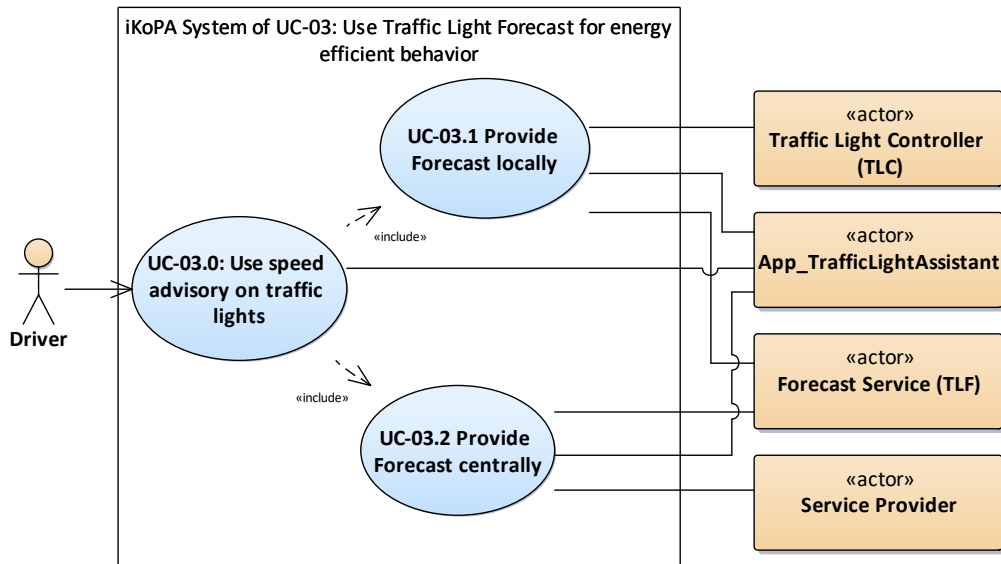 iKoPA System of UC-03: Use Traffic Light Forecast for energy
efficient behavior
UC-03.1 Provide
Forecast locally
«actor»
Traffic Light Controller
(TLC)
«include»
«actor»
App_TrafficLightAssistant
UC-03.0: Use speed
advisory on traffic
lights
Driver
«actor»
Forecast Service (TLF)
«include»
UC-03.2 Provide
Forecast centrally
«actor»
Service Provider